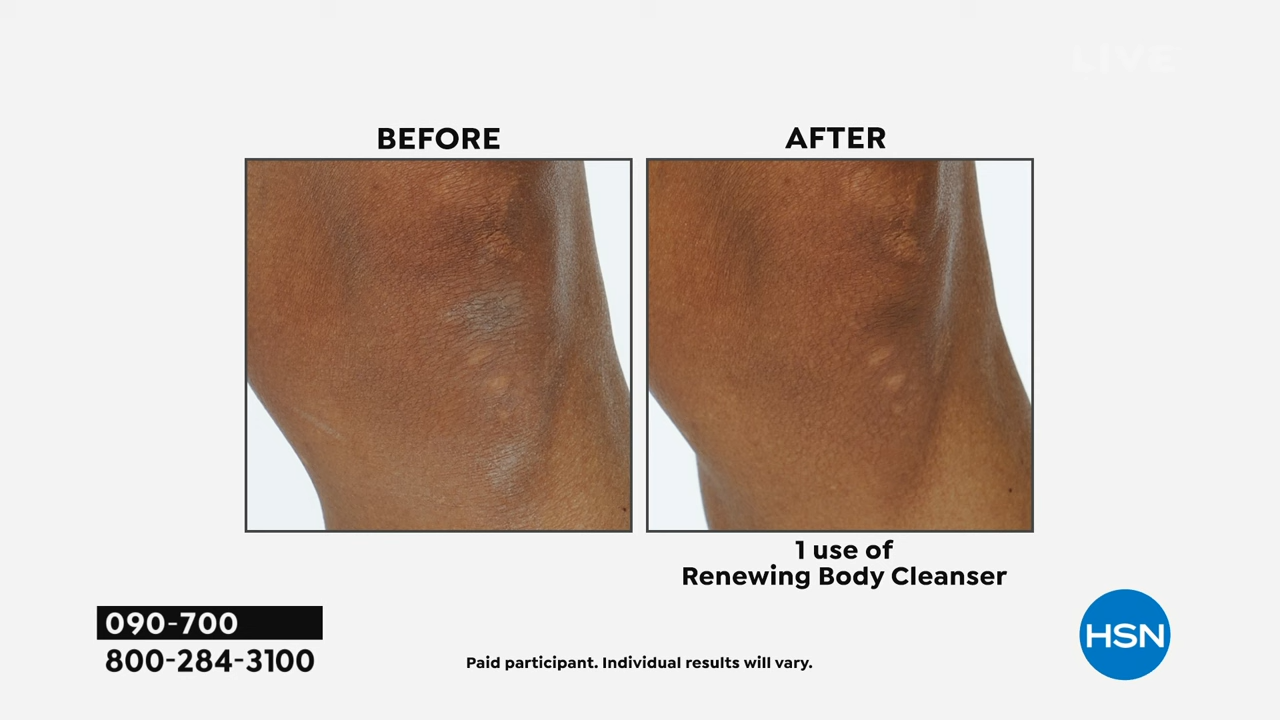 LIVE
BEFORE
AFTER
1 use of
Renewing Body Cleanser
090-700
800-284-3100
Paid participant. Individual results will vary.
HSN